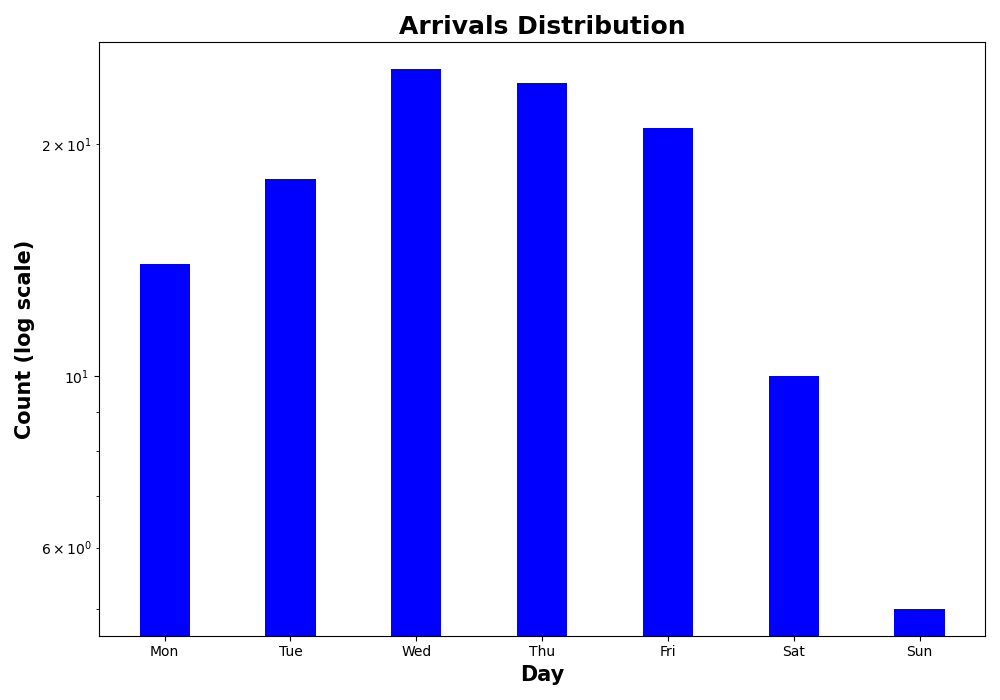 Arrivals Distribution
Count (log scale)
2 × 10¹
10¹
6 × 10⁰
Mon Tue Wed Thu Fri Sat Sun
Day